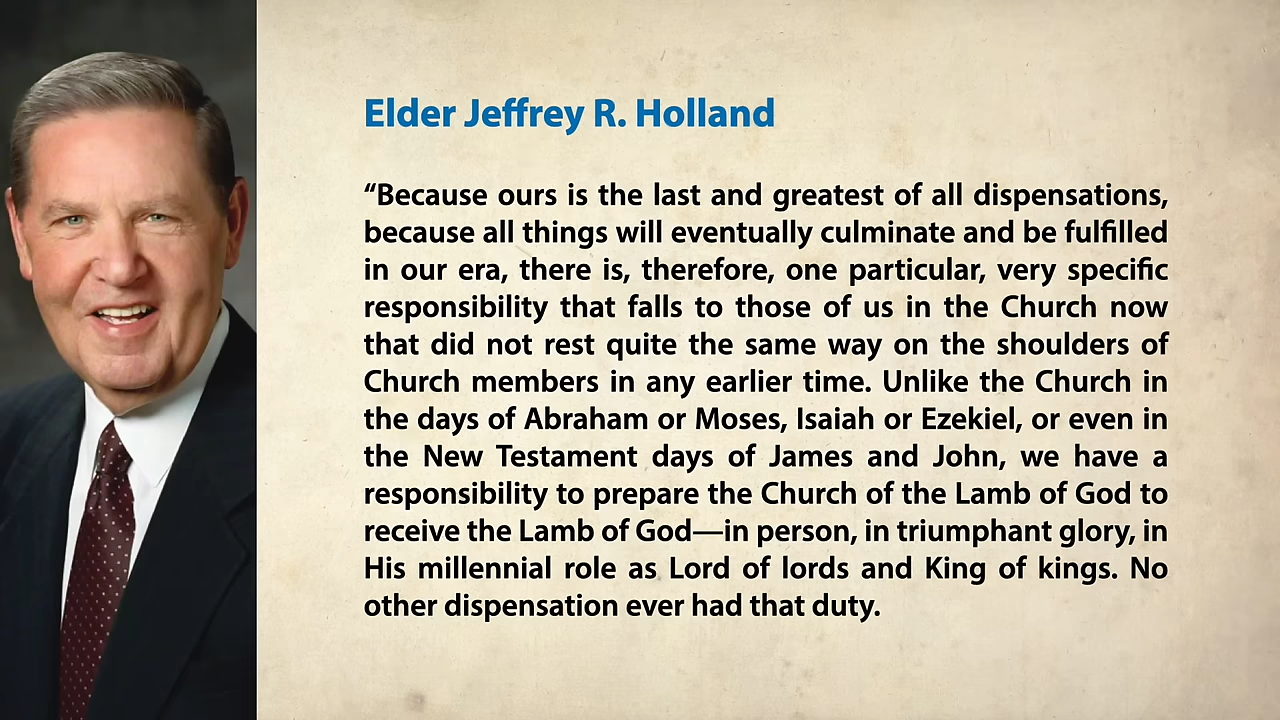 Elder Jeffrey R. Holland
“Because ours is the last and greatest of all dispensations,
because all things will eventually culminate and be fulfilled
in our era, there is, therefore, one particular, very specific
responsibility that falls to those of us in the Church now
that did not rest quite the same way on the shoulders of
Church members in any earlier time. Unlike the Church in
the days of Abraham or Moses, Isaiah or Ezekiel, or even in
the New Testament days of James and John, we have a
responsibility to prepare the Church of the Lamb of God to
receive the Lamb of God—in person, in triumphant glory, in
His millennial role as Lord of lords and King of kings. No
other dispensation ever had that duty.